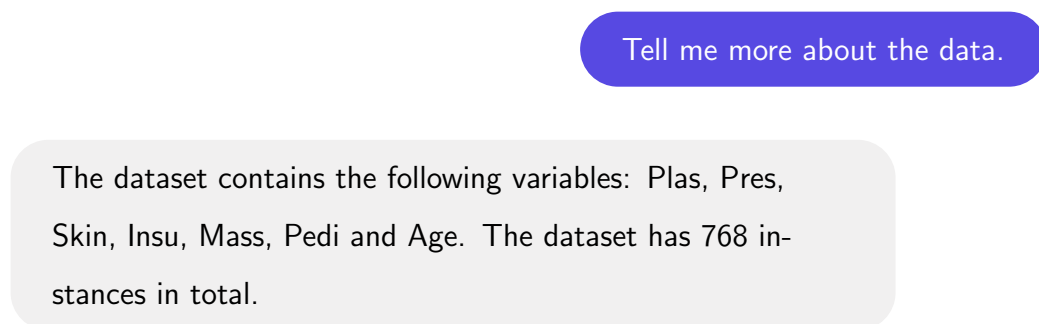 Tell me more about the data.
The dataset contains the following variables: Plas, Pres,
Skin, Insu, Mass, Pedi and Age. The dataset has 768 in-
stances in total.